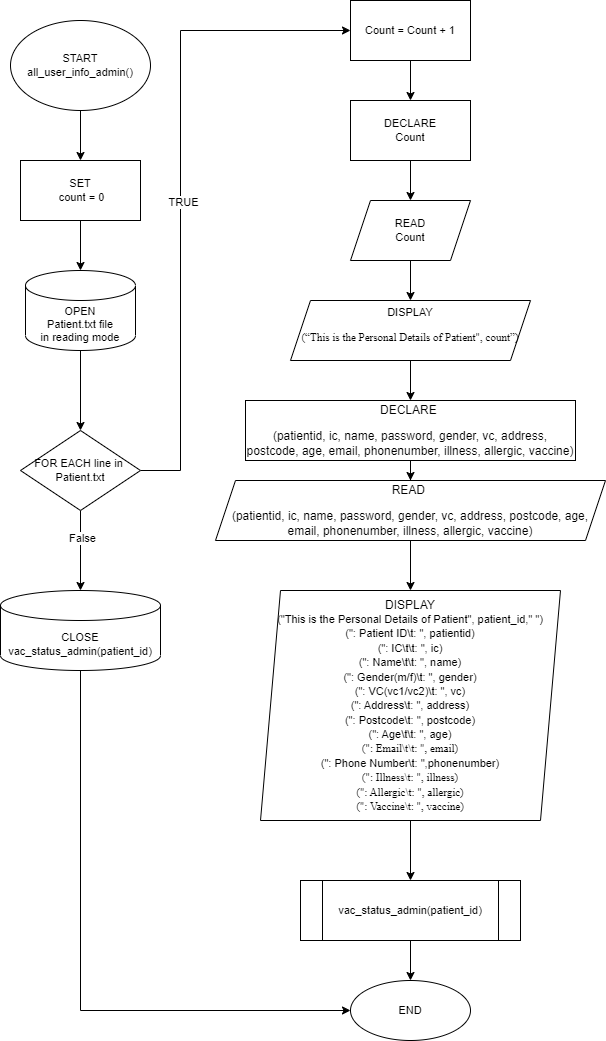 START
all_user_info_admin()
SET
count = 0
OPEN
Patient.txt file
in reading mode
FOR EACH line in
Patient.txt
TRUE
False
CLOSE
vac_status_admin(patient_id)
Count = Count + 1
DECLARE
Count
READ
Count
DISPLAY
(“This is the Personal Details of Patient", count”)
DECLARE
(patientid, ic, name, password, gender, vc, address,
postcode, age, email, phonenumber, illness, allergic, vaccine)
READ
(patientid, ic, name, password, gender, vc, address, postcode, age,
email, phonenumber, illness, allergic, vaccine)
DISPLAY
("This is the Personal Details of Patient", patient_id," ")
(": Patient ID\t: ", patientid)
(": IC\t\t: ", ic)
(": Name\t\t: ", name)
(": Gender(m/f)\t: ", gender)
(": VC(vc1/vc2)\t: ", vc)
(": Address\t: ", address)
(": Postcode\t: ", postcode)
(": Age\t\t: ", age)
(": Email\t\t: ", email)
(": Phone Number\t: ",phonenumber)
(": Illness\t: ", illness)
(": Allergic\t: ", allergic)
(": Vaccine\t: ", vaccine)
vac_status_admin(patient_id)
END